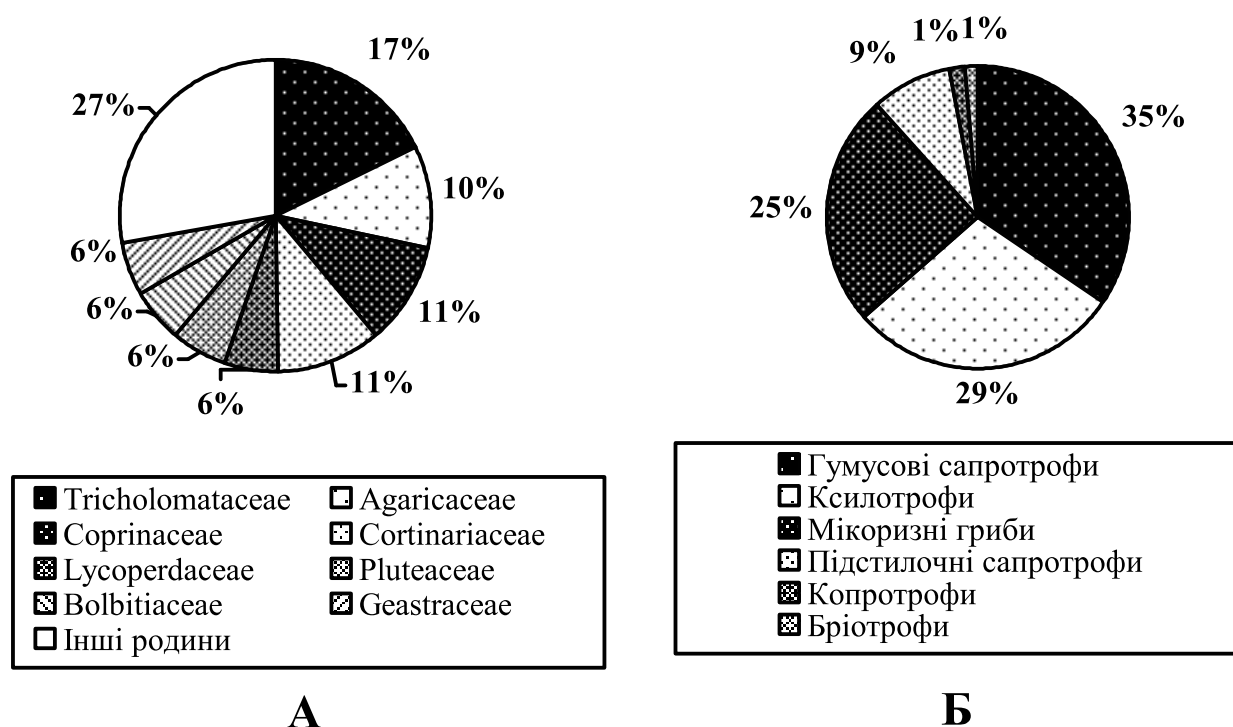 17%
10%
11%
11%
6%
6%
6%
6%
27%
Tricholomataceae Agaricaceae
Coprinaceae Cortinariaceae
Lycoperdaceae Pluteaceae
Bolbitiaceae Geastraceae
Інші родини
А
35%
29%
25%
9%
1%
1%
Гумусові сапротрофи
Ксилотрофи
Мікоризні гриби
Підстилочні сапротрофи
Копротрофи
Бріотрофи
Б